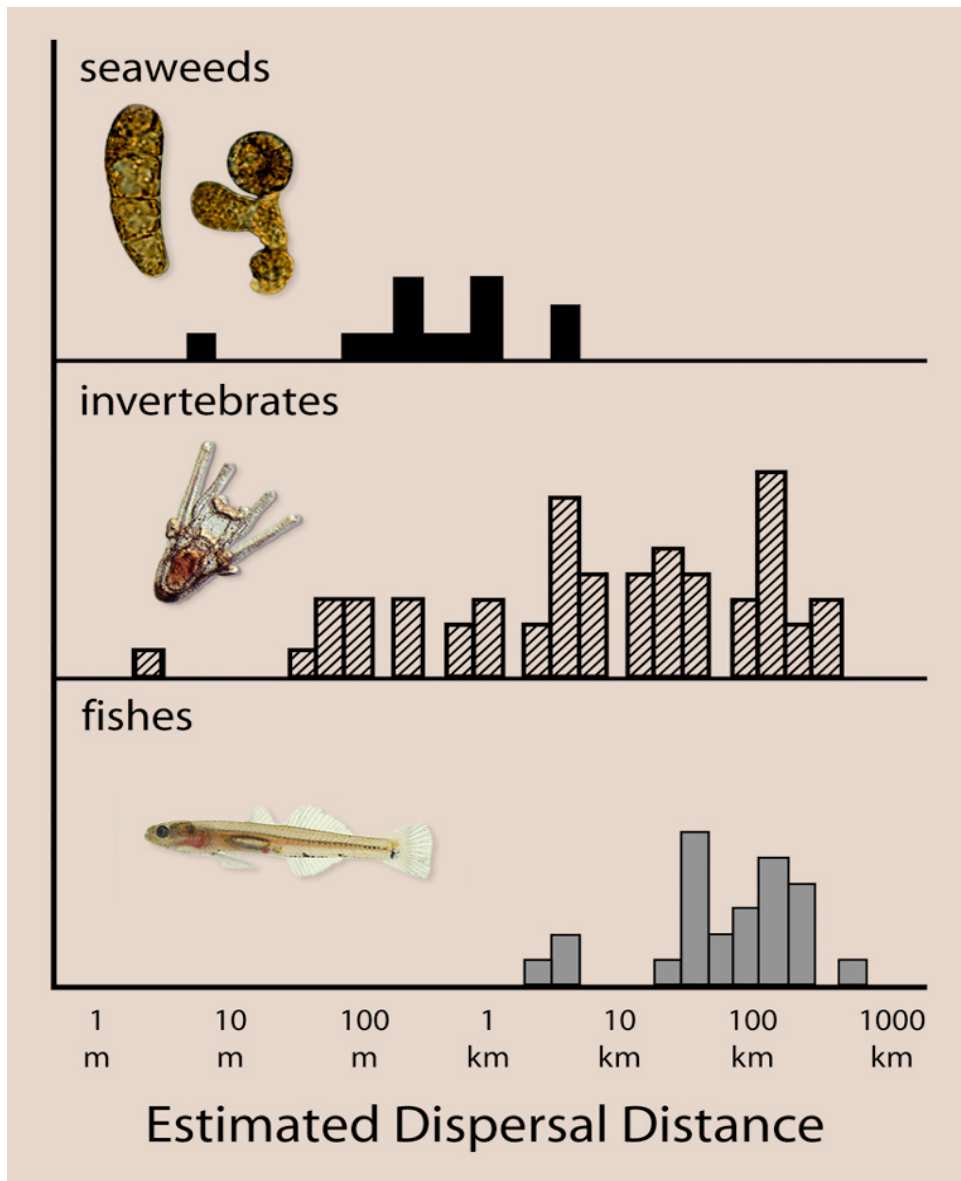 seaweeds
invertebrates
fishes
1 10 100 1 10 100 1000
m m m km km km km
Estimated Dispersal Distance